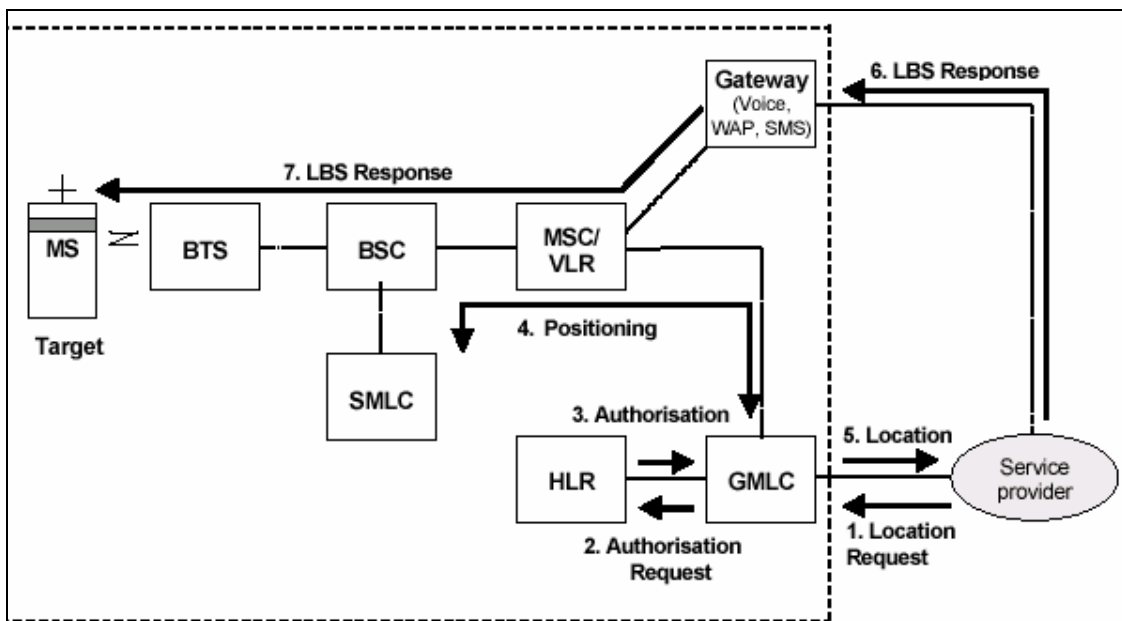 Gateway
(Voice,
WAP, SMS)
6. LBS Response
7. LBS Response
MS
BTS
BSC
MSC/
VLR
Target
4. Positioning
SMLC
3. Authorisation
HLR
GMLC
5. Location
Service
provider
2. Authorisation
Request
1. Location
Request